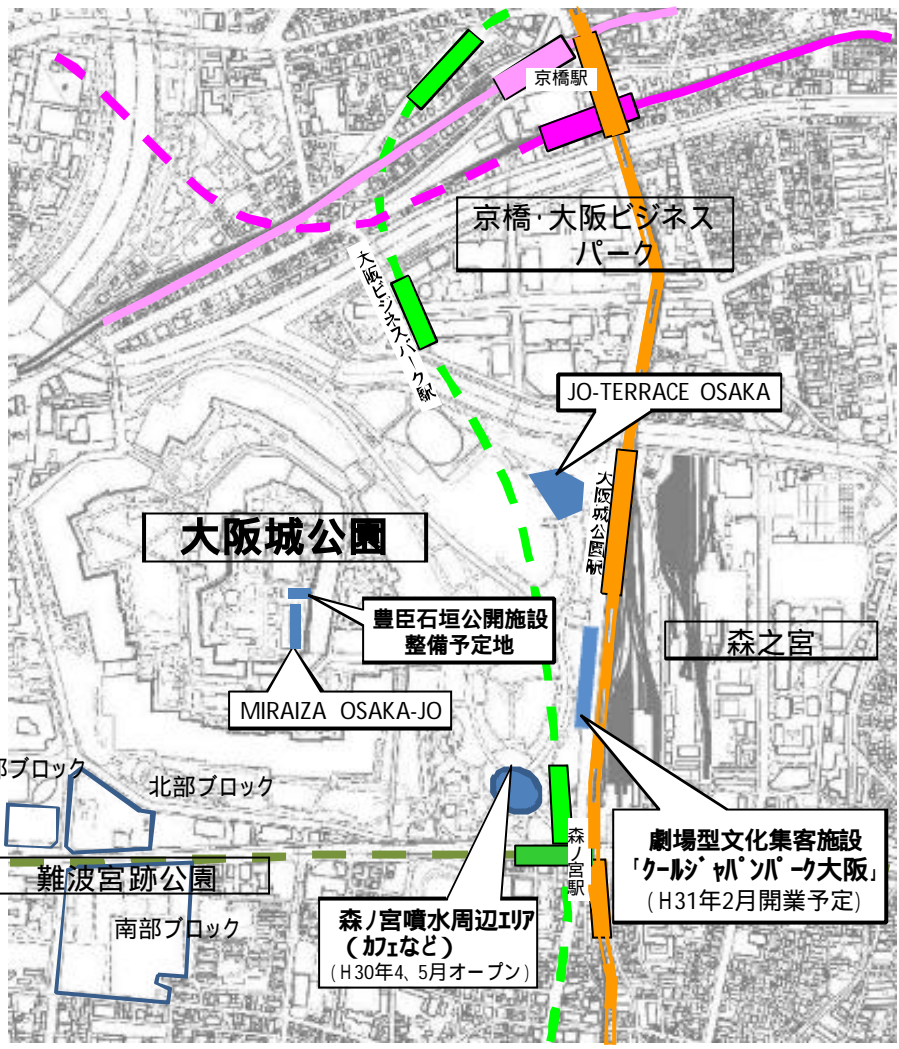 京橋駅
京橋・大阪ビジネス
パーク
大阪ビジネスパーク駅
JO-TERRACE OSAKA
大阪城公園駅
大阪城公園
豊臣石垣公開施設
整備予定地
森之宮
MIRAIZA OSAKA-JO
部ブロック
北部ブロック
劇場型文化集客施設
「クールジャパンパーク大阪」
(H31年2月開業予定)
森ノ宮駅
難波宮跡公園
南部ブロック
森ノ宮噴水周辺エリア
(カフェなど)
(H30年4、5月オープン)